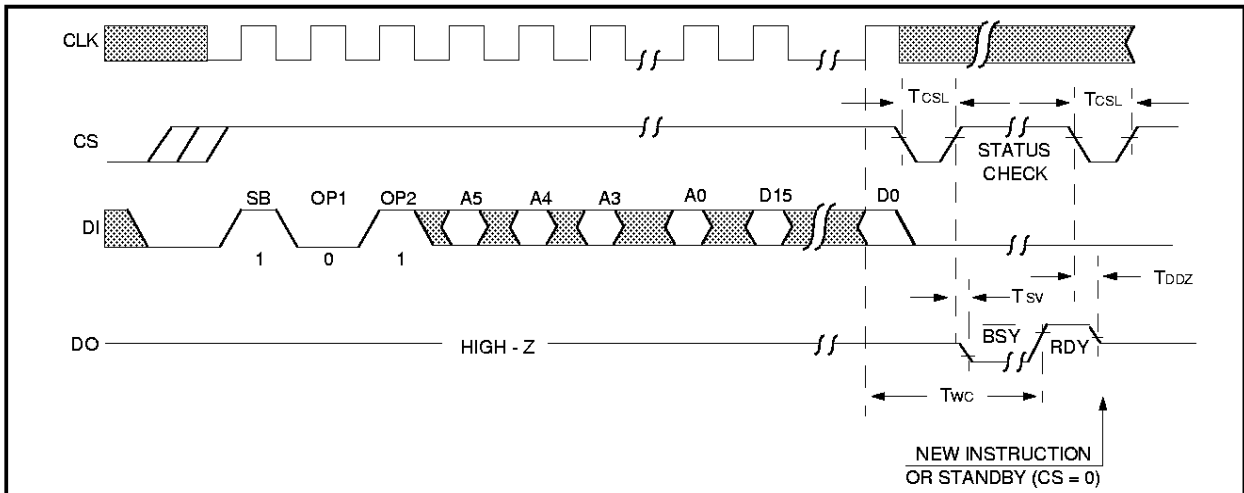 CLK
TCSL TCSL
CS
STATUS
CHECK
SB OP1 OP2 A5 A4 A3 A0 D15 D0
DI
1 0 1
TDDZ
TSV
BSY
DO HIGH - Z RDY
TWC
NEW INSTRUCTION
OR STANDBY (CS = 0)